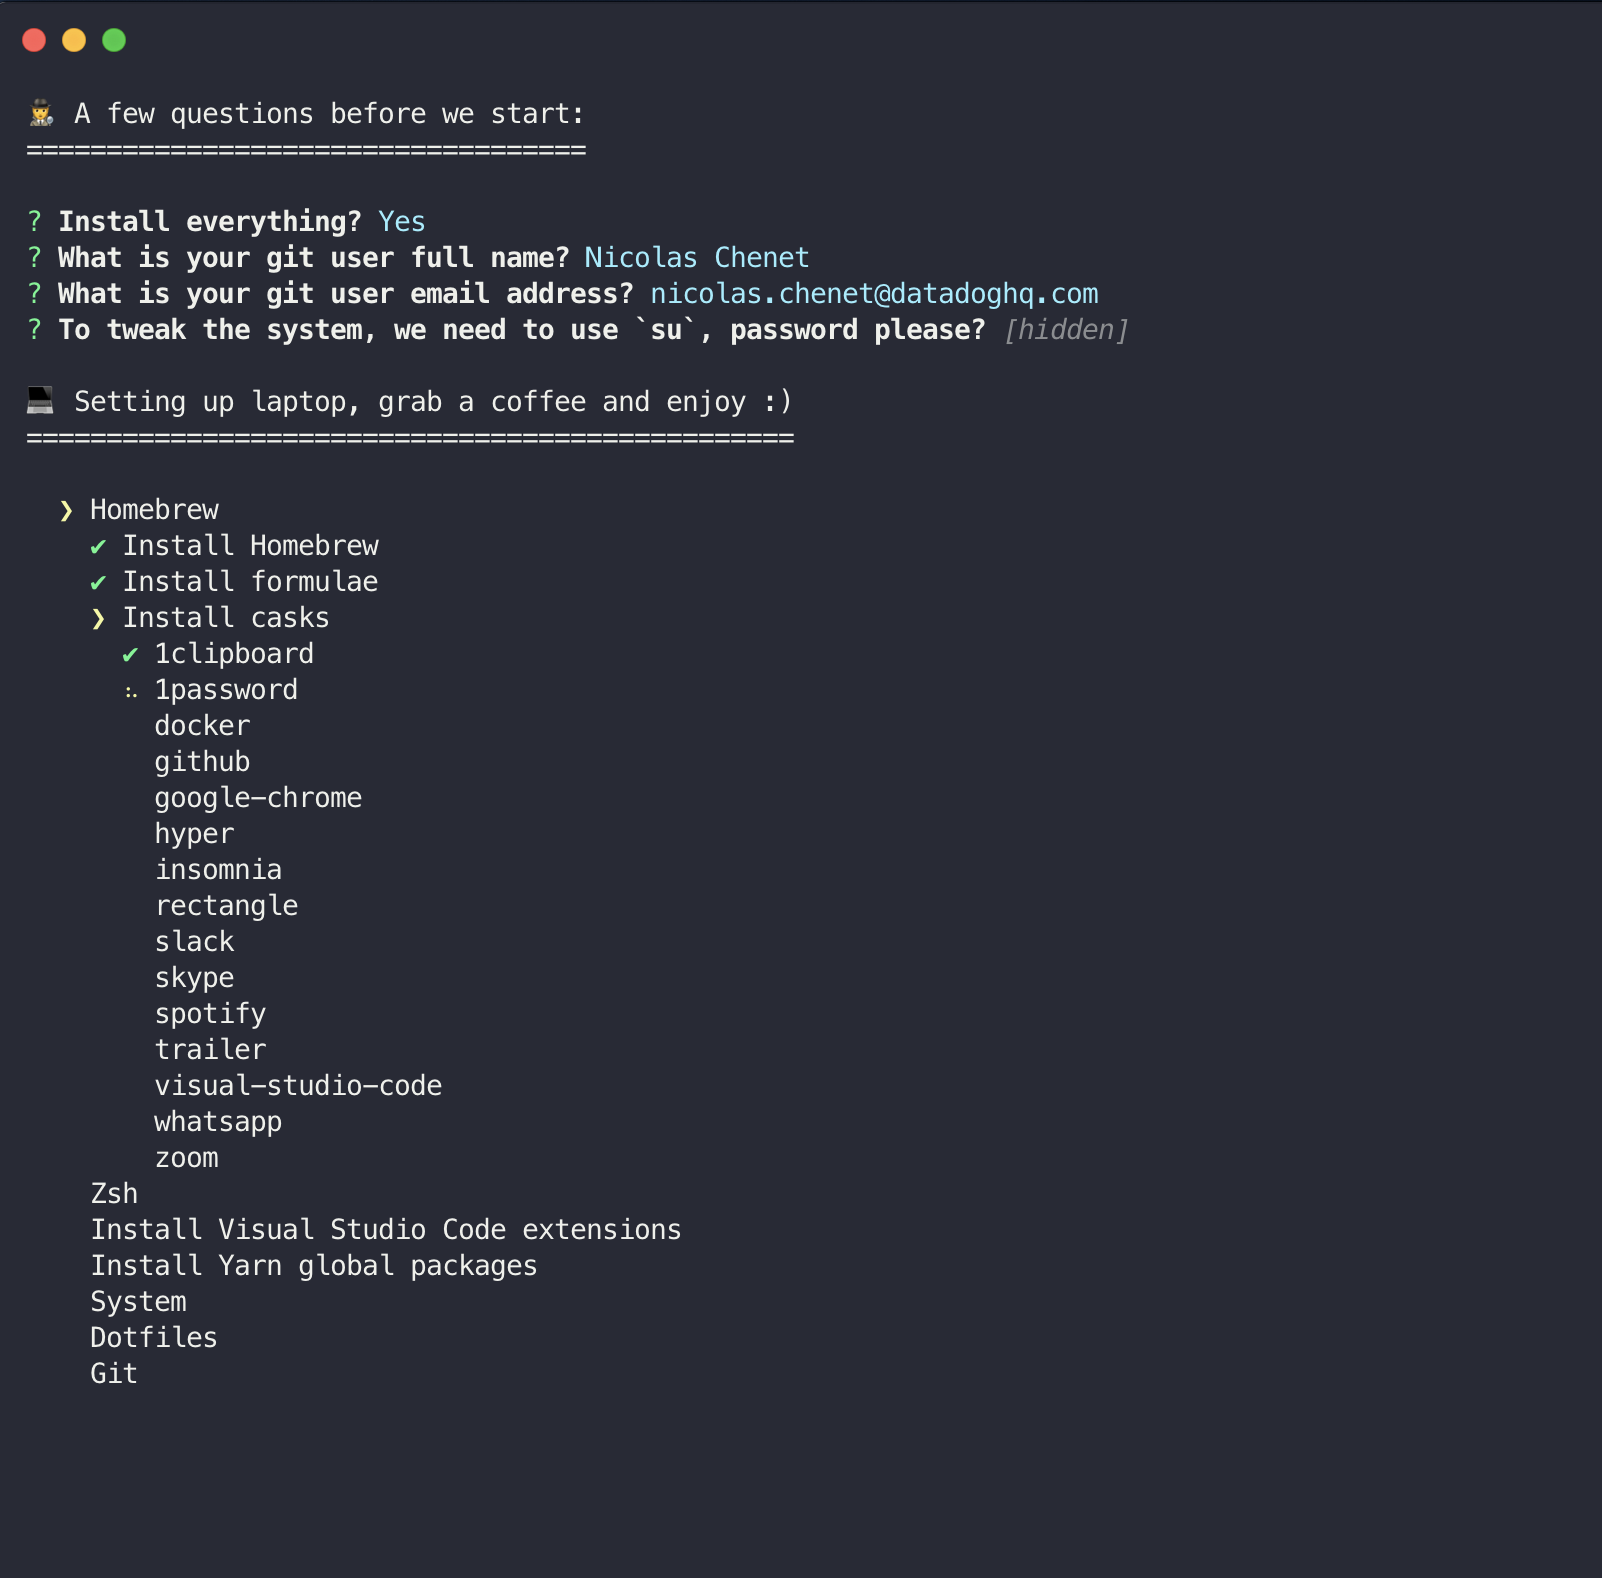 🕵️ A few questions before we start:
===================================
? Install everything? Yes
? What is your git user full name? Nicolas Chenet
? What is your git user email address? nicolas.chenet@datadoghq.com
? To tweak the system, we need to use `su`, password please? [hidden]
💻 Setting up laptop, grab a coffee and enjoy :)
================================================
❯ Homebrew
✔ Install Homebrew
✔ Install formulae
❯ Install casks
✔ 1clipboard
⠦ 1password
docker
github
google-chrome
hyper
insomnia
rectangle
slack
skype
spotify
trailer
visual-studio-code
whatsapp
zoom
Zsh
Install Visual Studio Code extensions
Install Yarn global packages
System
Dotfiles
Git